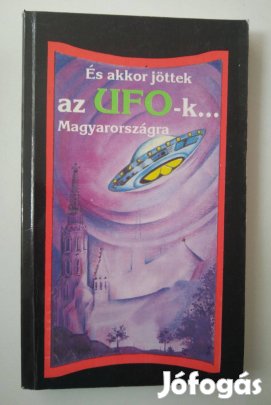 És akkor jöttek
az UFO-k...
Magyarországra
Jófogás